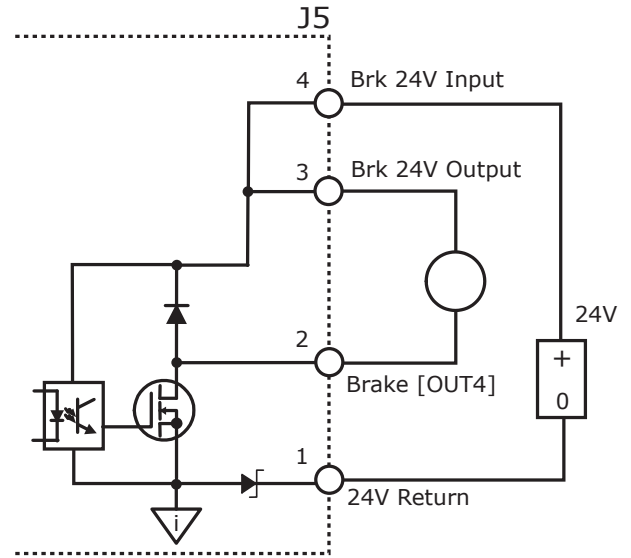 J5
4 Brk 24V Input
3 Brk 24V Output
24V
2
Brake [OUT4]
+
0
1
24V Return
i